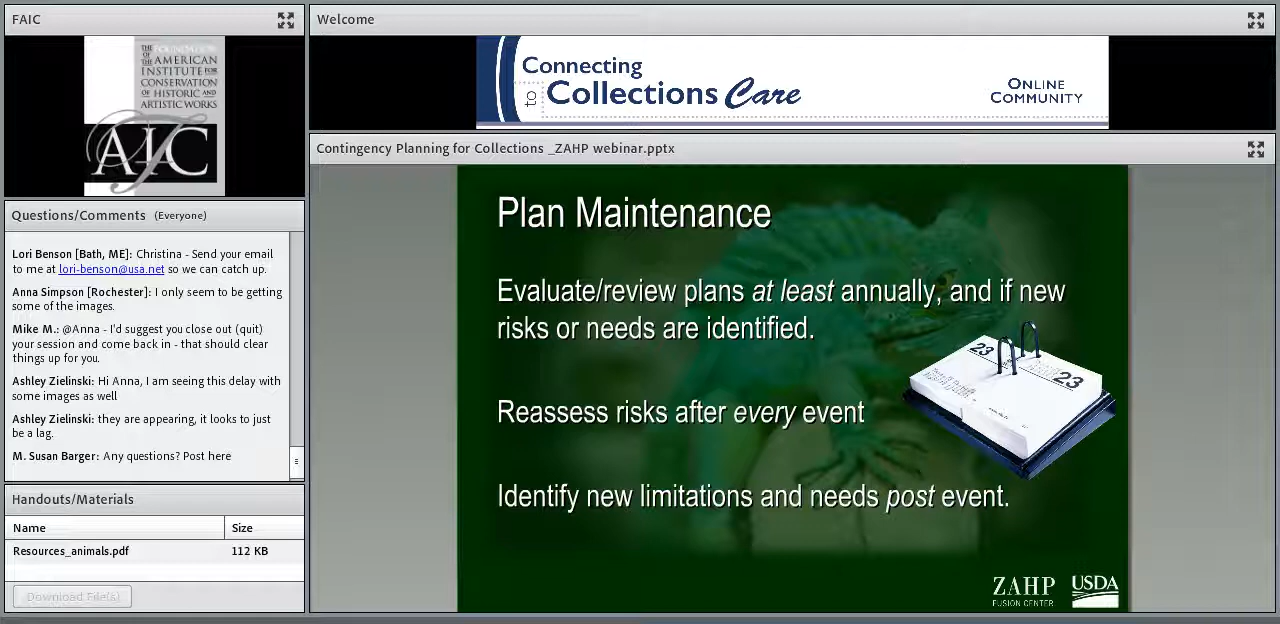 FAIC
THE FOUNDATION
OF THE AMERICAN
INSTITUTE FOR
CONSERVATION
OF HISTORIC AND
ARTISTIC WORKS
AIC
Questions/Comments (Everyone)
Lori Benson [Bath, ME]: Christina - Send your email
to me at lori-benson@usa.net so we can catch up.
Anna Simpson [Rochester]: I only seem to be getting
some of the images.
Mike M.: @Anna - I'd suggest you close out (quit)
your session and come back in - that should clear
things up for you.
Ashley Zielinski: Hi Anna, I am seeing this delay with
some images as well
Ashley Zielinski: they are appearing, it looks to just
be a lag.
M. Susan Barger: Any questions? Post here
Handouts/Materials
Name Size
Resources_animals.pdf 112 KB
Download File(s)
Welcome
Connecting
to Collections Care
ONLINE
COMMUNITY
Contingency Planning for Collections _ZAHP webinar.pptx
Plan Maintenance
Evaluate/review plans at least annually, and if new
risks or needs are identified.
23
23
Reassess risks after every event
Identify new limitations and needs post event.
ZAHP
FUSION CENTER
USDA